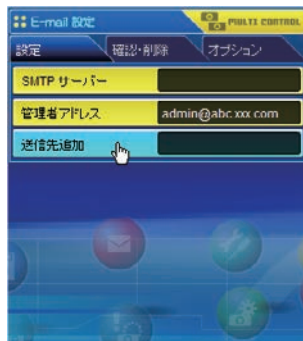 E-mail 設定
MULTI CONTROL
設定 確認・削除 オプション
SMTP サーバー
管理者アドレス admin@abc.xxx.com
送信先追加